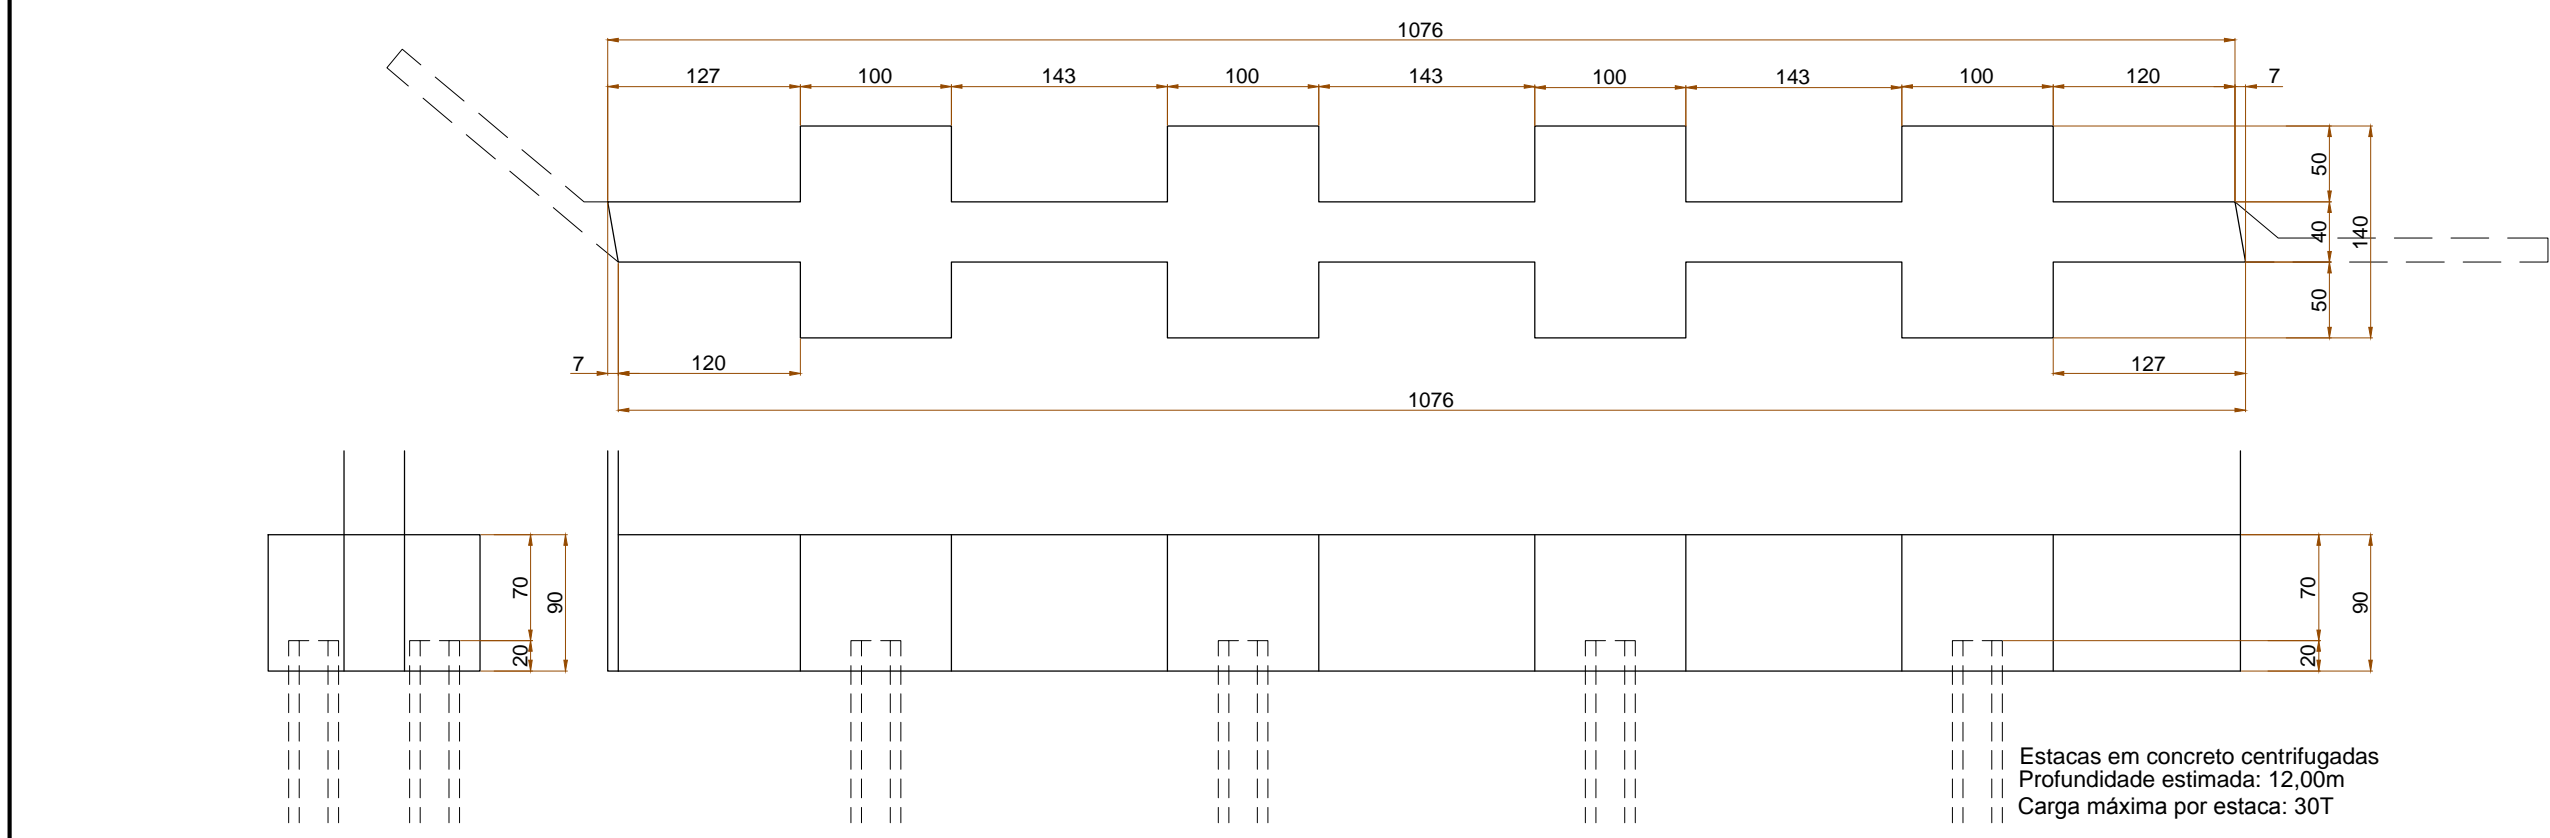 1076
127 100 143 100 143 100 143 100 120 7
50
40
140
50
7 120 127
1076
70
90
20
70
90
20
Estacas em concreto centrifugadas
Profundidade estimada: 12,00m
Carga máxima por estaca: 30T